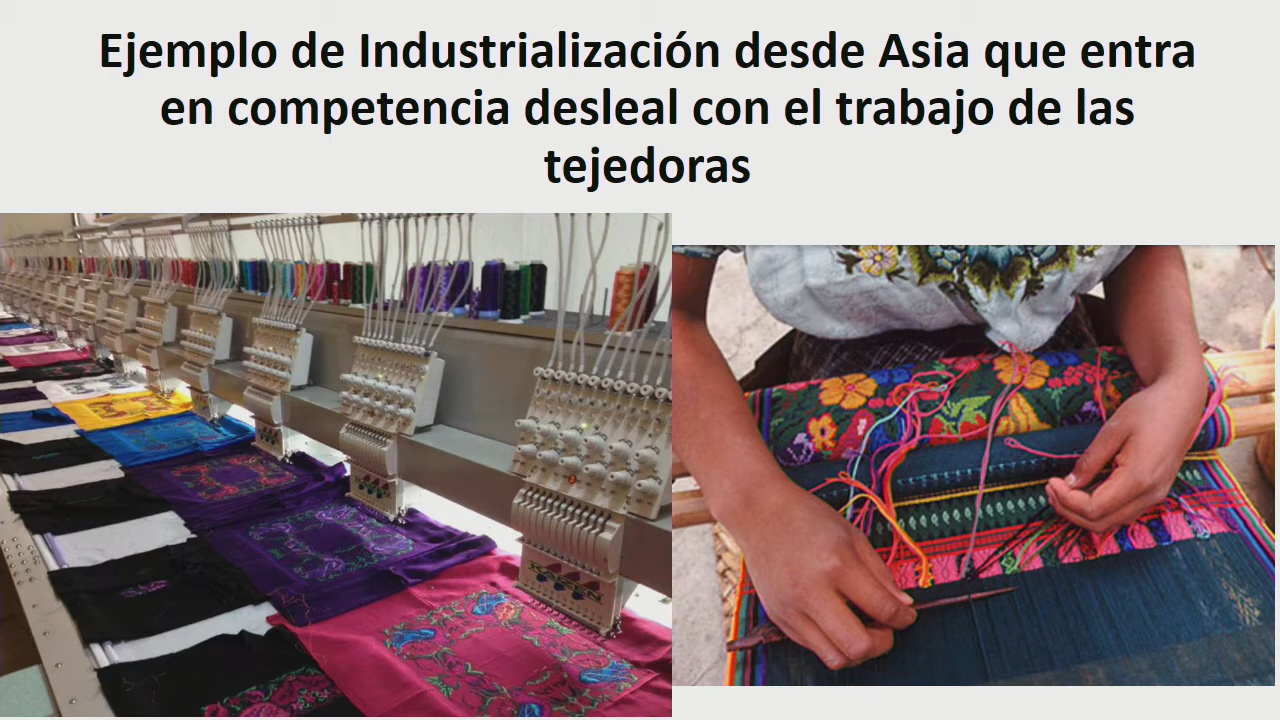 Ejemplo de Industrialización desde Asia que entra
en competencia desleal con el trabajo de las
tejedoras